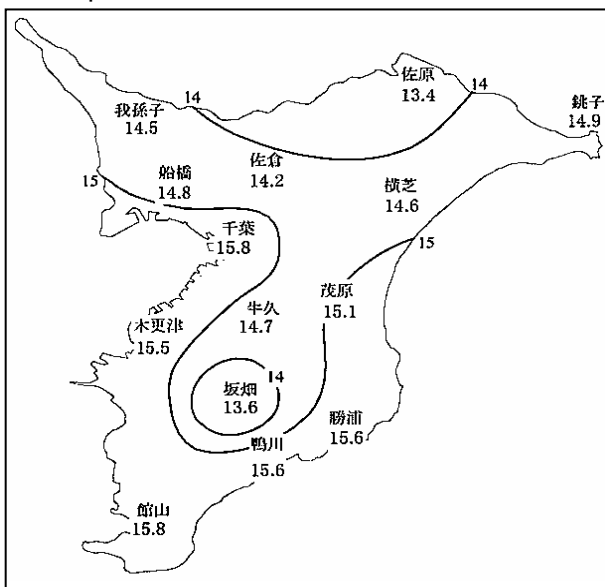 佐原
13.4
14
14
我孫子
14.5
銚子
14.9
佐倉
14.2
船橋
14.8
15
横芝
14.6
千葉
15.8
15
茂原
15.1
牛久
14.7
木更津
15.5
14
坂畑
13.6
勝浦
15.6
鴨川
15.6
館山
15.8